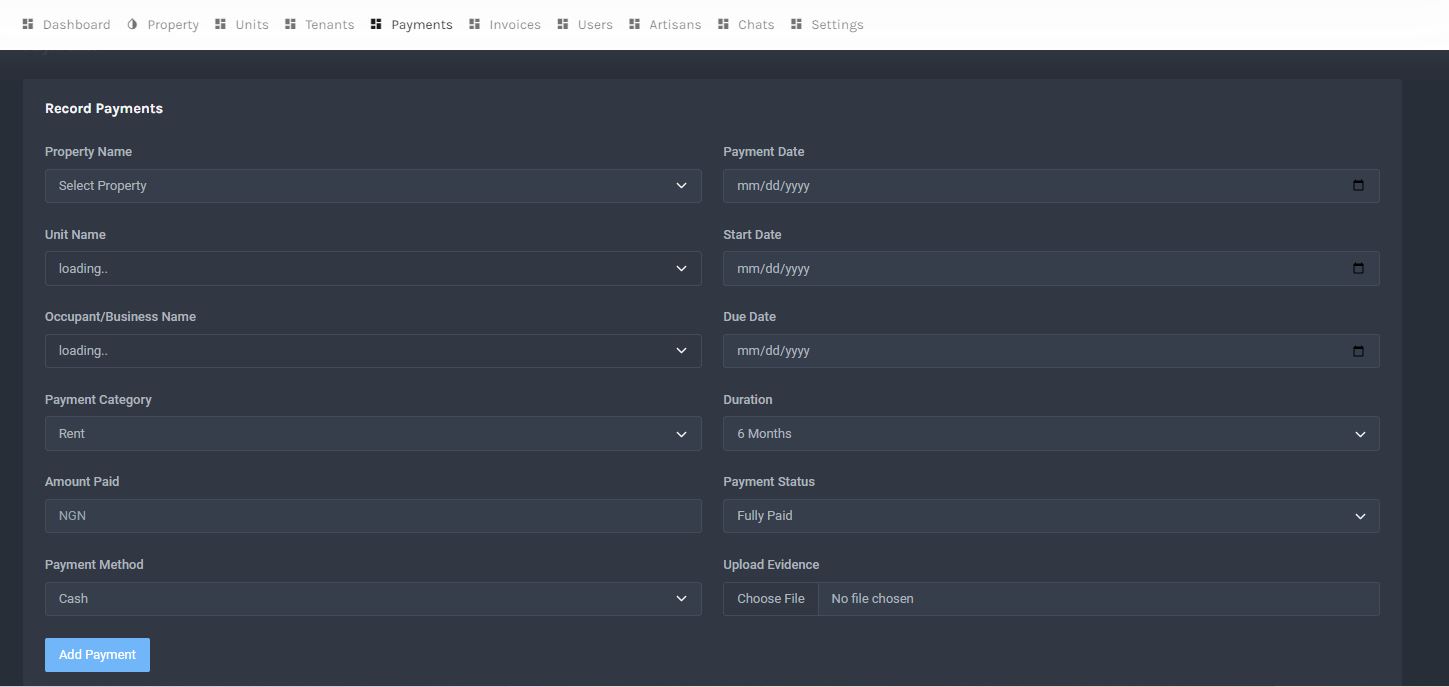 Dashboard Property Units Tenants Payments Invoices Users Artisans Chats Settings
Record Payments
Property Name
Select Property
Payment Date
mm/dd/yyyy
Unit Name
loading..
Start Date
mm/dd/yyyy
Occupant/Business Name
loading..
Due Date
mm/dd/yyyy
Payment Category
Rent
Duration
6 Months
Amount Paid
NGN
Payment Status
Fully Paid
Payment Method
Cash
Upload Evidence
Choose File No file chosen
Add Payment